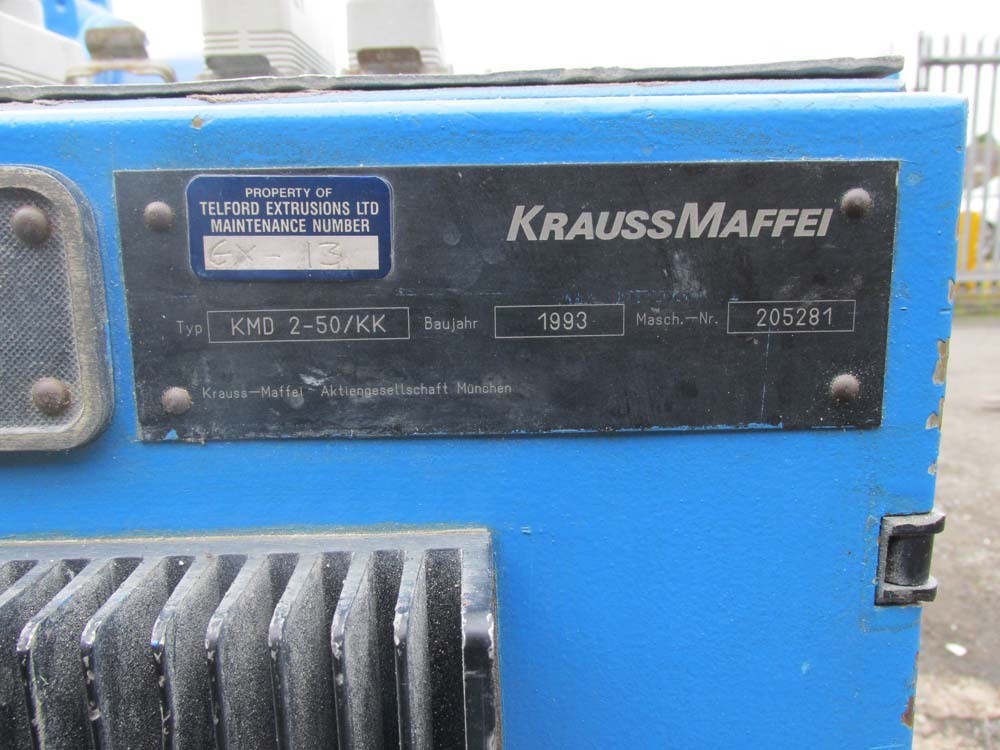 PROPERTY OF
TELFORD EXTRUSIONS LTD
MAINTENANCE NUMBER
EX - 13
KRAUSSMAFFEI
Typ KMD 2-50/KK Baujahr 1993 Masch.-Nr. 205281
Krauss-Maffei Aktiengesellschaft München